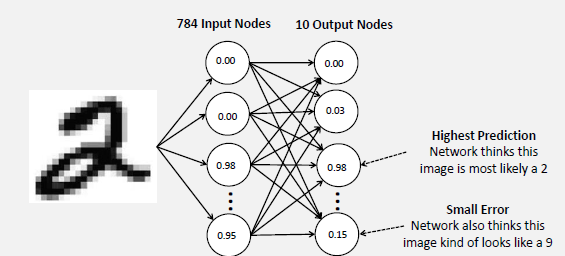 784 Input Nodes 10 Output Nodes
0.00 0.00
0.00 0.03
0.98 0.98
0.95 0.15
Highest Prediction
Network thinks this
image is most likely a 2
Small Error
Network also thinks this
image kind of looks like a 9